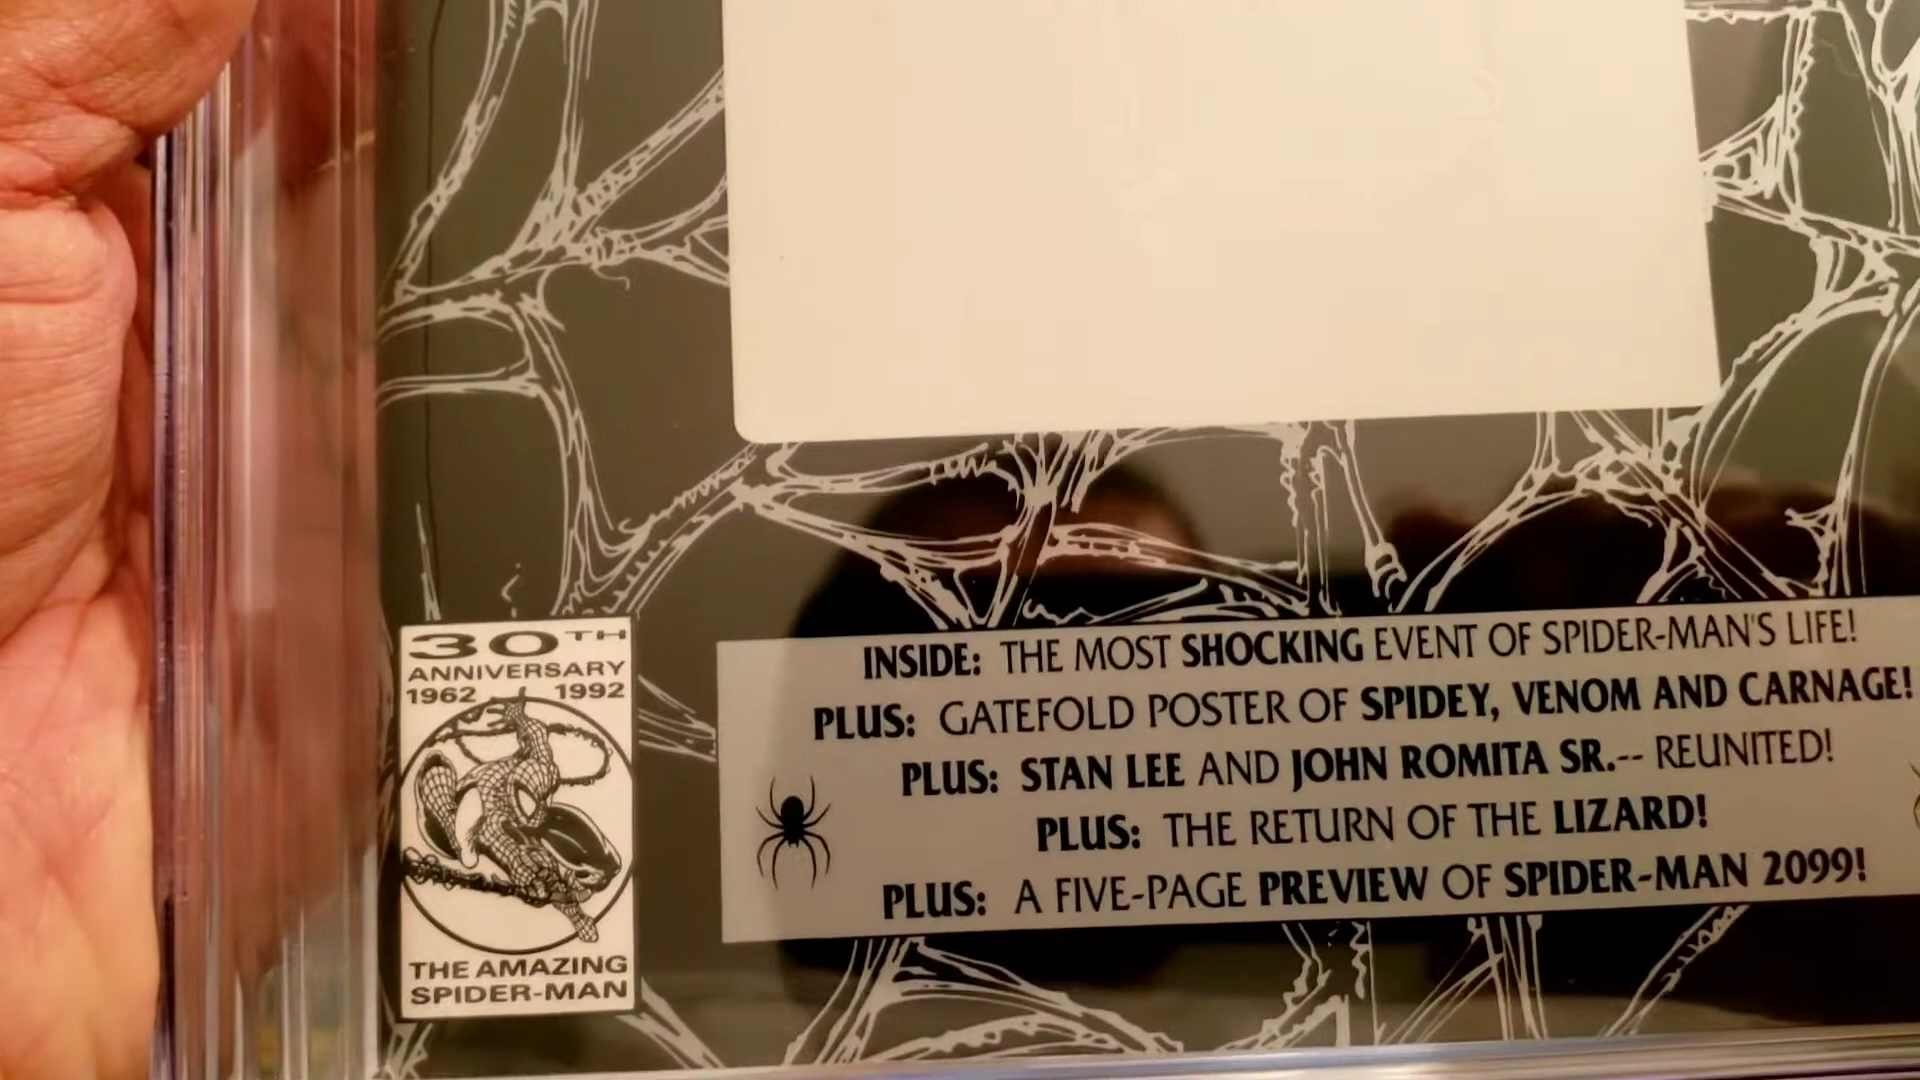 30TH
ANNIVERSARY
1962 1992
THE AMAZING
SPIDER-MAN
INSIDE: THE MOST SHOCKING EVENT OF SPIDER-MAN'S LIFE!
PLUS: GATEFOLD POSTER OF SPIDEY, VENOM AND CARNAGE!
PLUS: STAN LEE AND JOHN ROMITA SR.-- REUNITED!
PLUS: THE RETURN OF THE LIZARD!
PLUS: A FIVE-PAGE PREVIEW OF SPIDER-MAN 2099!